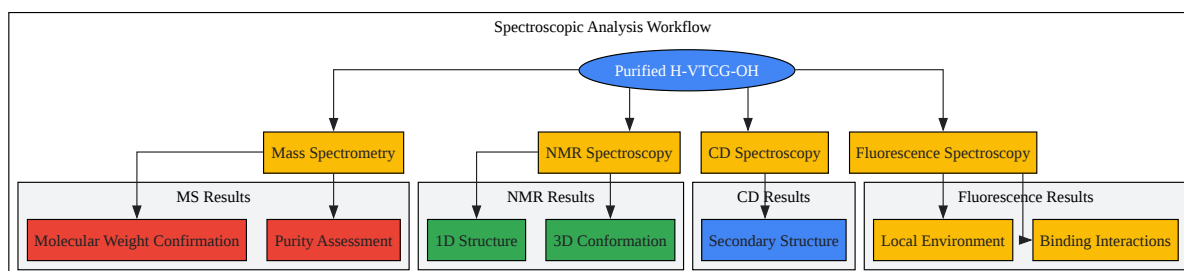 Spectroscopic Analysis Workflow
Purified H-VTCG-OH
Mass Spectrometry
NMR Spectroscopy
CD Spectroscopy
Fluorescence Spectroscopy
MS Results
NMR Results
CD Results
Fluorescence Results
Molecular Weight Confirmation
Purity Assessment
1D Structure
3D Conformation
Secondary Structure
Local Environment
Binding Interactions